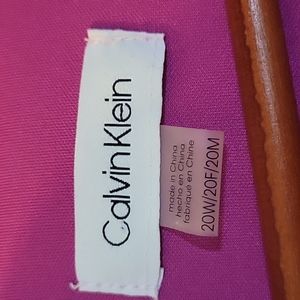 Calvin Klein
made in China
hecho en China
fabriqué en Chine
20W/20F/20M